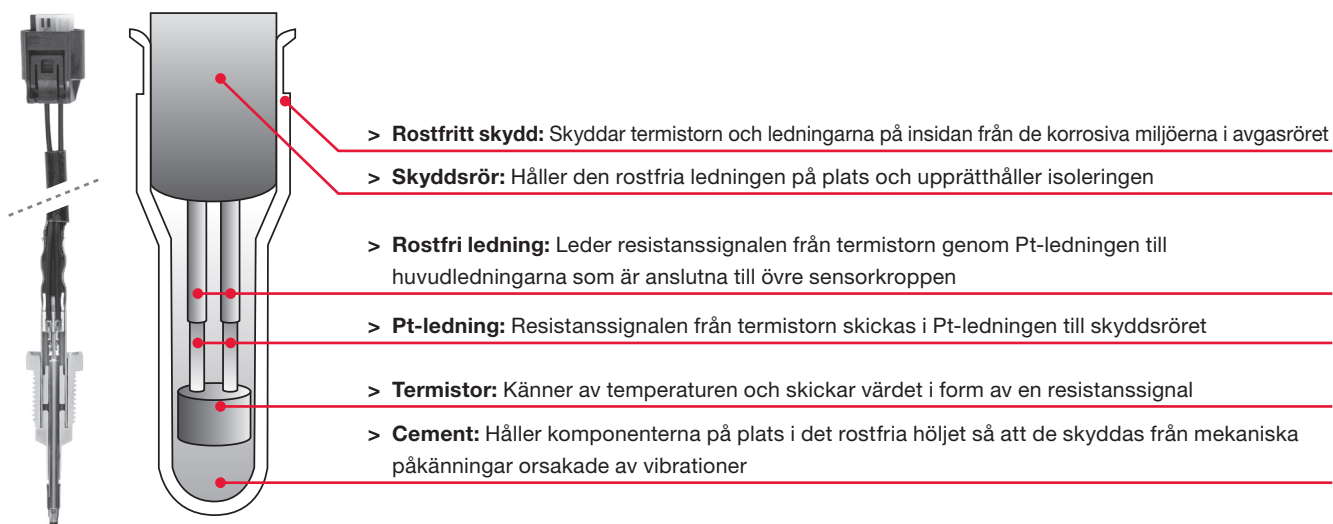 > Rostfritt skydd: Skyddar termistorn och ledningarna på insidan från de korrosiva miljöerna i avgasröret
> Skyddsrör: Håller den rostfria ledningen på plats och upprätthåller isoleringen
> Rostfri ledning: Leder resistanssignalen från termistorn genom Pt-ledningen till
huvudledningarna som är anslutna till övre sensorkroppen
> Pt-ledning: Resistanssignalen från termistorn skickas i Pt-ledningen till skyddsröret
> Termistor: Känner av temperaturen och skickar värdet i form av en resistanssignal
> Cement: Håller komponenterna på plats i det rostfria höljet så att de skyddas från mekaniska
påkänningar orsakade av vibrationer